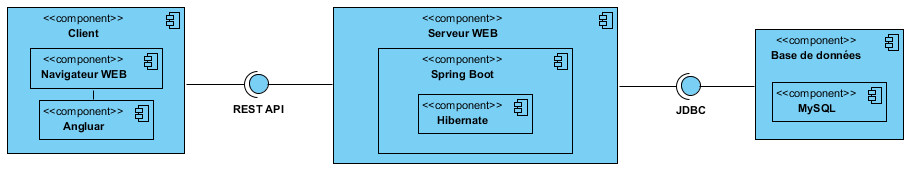 <<component>>
Client
<<component>>
Navigateur WEB
<<component>>
Angluar
REST API
<<component>>
Serveur WEB
<<component>>
Spring Boot
<<component>>
Hibernate
JDBC
<<component>>
Base de données
<<component>>
MySQL